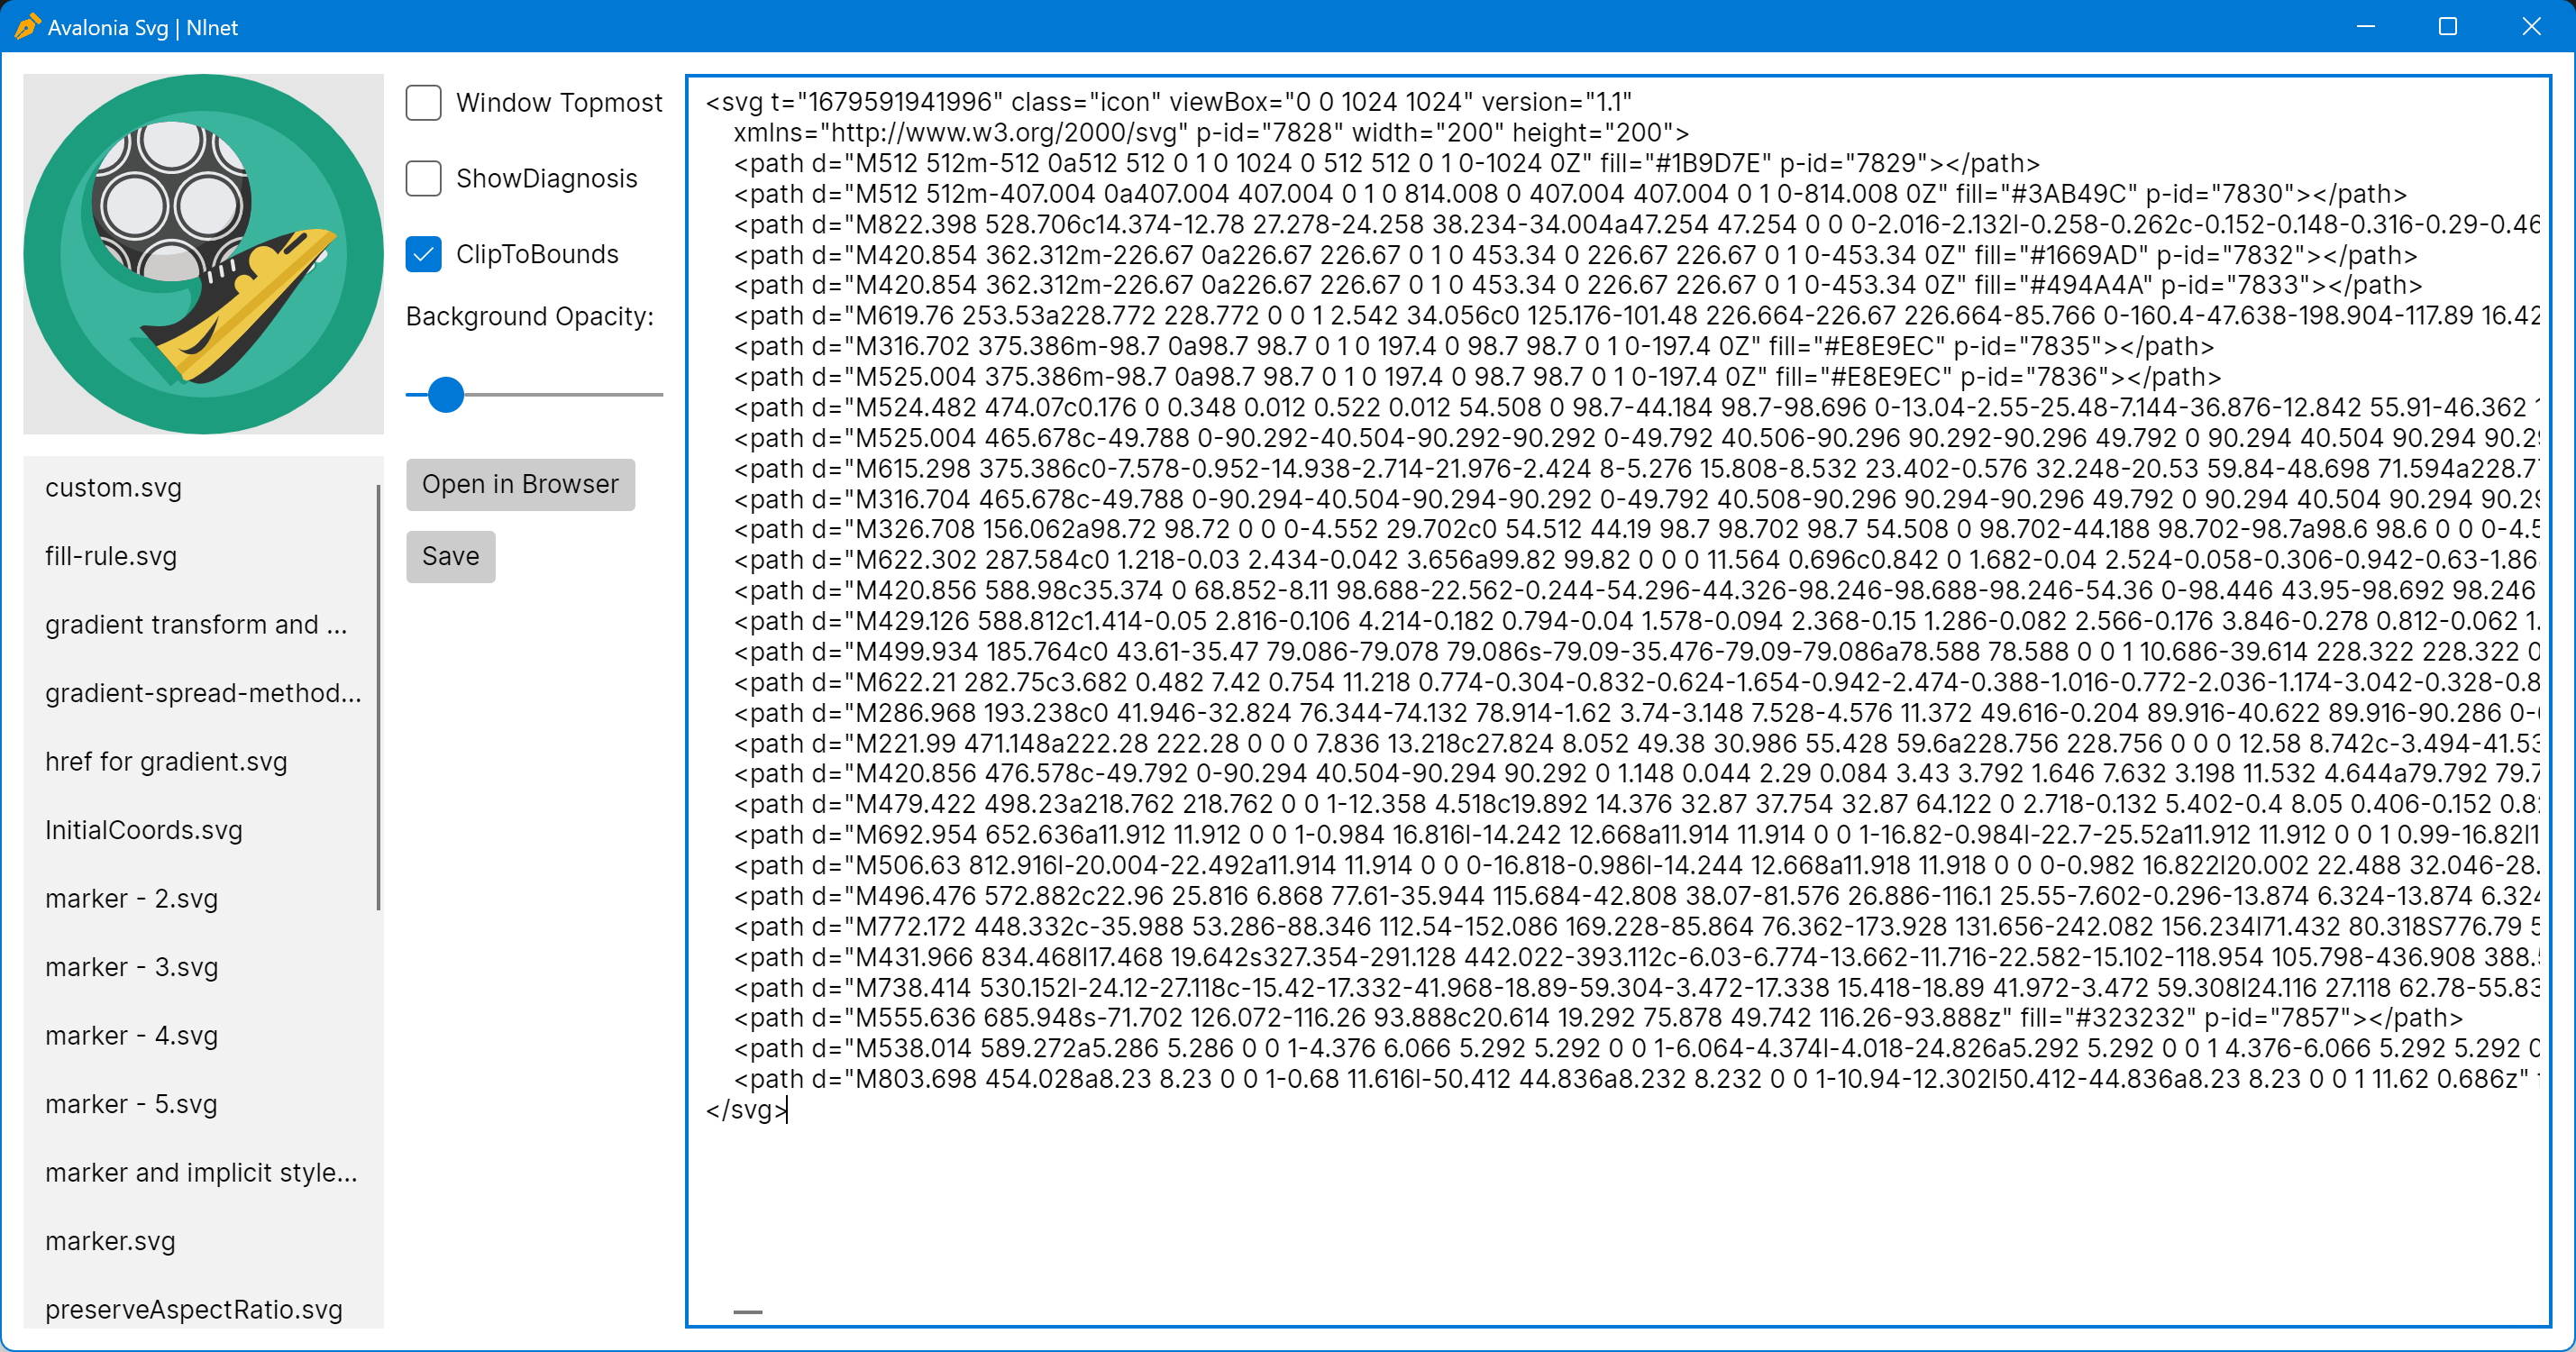 Avalonia Svg | NInet
Window Topmost
ShowDiagnosis
ClipToBounds
Background Opacity:
Open in Browser
Save
custom.svg
fill-rule.svg
gradient transform and ...
gradient-spread-method...
href for gradient.svg
InitialCoords.svg
marker - 2.svg
marker - 3.svg
marker - 4.svg
marker - 5.svg
marker and implicit style...
marker.svg
preserveAspectRatio.svg
<svg t="1679591941996" class="icon" viewBox="0 0 1024 1024" version="1.1"
xmlns="http://www.w3.org/2000/svg" p-id="7828" width="200" height="200">
<path d="M512 512m-512 0a512 512 0 1 0 1024 0 512 512 0 1 0-1024 0Z" fill="#1B9D7E" p-id="7829"></path>
<path d="M512 512m-407.004 0a407.004 407.004 0 1 0 814.008 0 407.004 407.004 0 1 0-814.008 0Z" fill="#3AB49C" p-id="7830"></path>
<path d="M822.398 528.706c14.374-12.78 27.278-24.258 38.234-34.004a47.254 47.254 0 0 0-2.016-2.132l-0.258-0.262c-0.152-0.148-0.316-0.29-0.46
<path d="M420.854 362.312m-226.67 0a226.67 226.67 0 1 0 453.34 0 226.67 226.67 0 1 0-453.34 0Z" fill="#1669AD" p-id="7832"></path>
<path d="M420.854 362.312m-226.67 0a226.67 226.67 0 1 0 453.34 0 226.67 226.67 0 1 0-453.34 0Z" fill="#494A4A" p-id="7833"></path>
<path d="M619.76 253.53a228.772 228.772 0 0 1 2.542 34.056c0 125.176-101.48 226.664-226.67 226.664-85.766 0-160.4-47.638-198.904-117.89 16.42
<path d="M316.702 375.386m-98.7 0a98.7 98.7 0 1 0 197.4 0 98.7 98.7 0 1 0-197.4 0Z" fill="#E8E9EC" p-id="7835"></path>
<path d="M525.004 375.386m-98.7 0a98.7 98.7 0 1 0 197.4 0 98.7 98.7 0 1 0-197.4 0Z" fill="#E8E9EC" p-id="7836"></path>
<path d="M524.482 474.07c0.176 0 0.348 0.012 0.522 0.012 54.508 0 98.7-44.184 98.7-98.696 0-13.04-2.55-25.48-7.144-36.876-12.842 55.91-46.362
<path d="M525.004 465.678c-49.788 0-90.292-40.504-90.292-90.292 0-49.792 40.506-90.296 90.292-90.296 49.792 0 90.294 40.504 90.294 90.29
<path d="M615.298 375.386c0-7.578-0.952-14.938-2.714-21.976-2.424 8-5.276 15.808-8.532 23.402-0.576 32.248-20.53 59.84-48.698 71.594a228.7
<path d="M316.704 465.678c-49.788 0-90.294-40.504-90.294-90.292 0-49.792 40.508-90.296 90.294-90.296 49.792 0 90.294 40.504 90.294 90.29
<path d="M326.708 156.062a98.72 98.72 0 0 0-4.552 29.702c0 54.512 44.19 98.7 98.702 98.7 54.508 0 98.702-44.188 98.702-98.7a98.6 98.6 0 0 0-4.5
<path d="M622.302 287.584c0 1.218-0.03 2.434-0.042 3.656a99.82 99.82 0 0 0 11.564 0.696c0.842 0 1.682-0.04 2.524-0.058-0.306-0.942-0.63-1.86
<path d="M420.856 588.98c35.374 0 68.852-8.11 98.688-22.562-0.244-54.296-44.326-98.246-98.688-98.246-54.36 0-98.446 43.95-98.692 98.246
<path d="M429.126 588.812c1.414-0.05 2.816-0.106 4.214-0.182 0.794-0.04 1.578-0.094 2.368-0.15 1.286-0.082 2.566-0.176 3.846-0.278 0.812-0.062 1.
<path d="M499.934 185.764c0 43.61-35.47 79.086-79.078 79.086s-79.09-35.476-79.09-79.086a78.588 78.588 0 0 1 10.686-39.614 228.322 228.322 0
<path d="M622.21 282.75c3.682 0.482 7.42 0.754 11.218 0.774-0.304-0.832-0.624-1.654-0.942-2.474-0.388-1.016-0.772-2.036-1.174-3.042-0.328-0.8
<path d="M286.968 193.238c0 41.946-32.824 76.344-74.132 78.914-1.62 3.74-3.148 7.528-4.576 11.372 49.616-0.204 89.916-40.622 89.916-90.286 0-
<path d="M221.99 471.148a222.28 222.28 0 0 0 7.836 13.218c27.824 8.052 49.38 30.986 55.428 59.6a228.756 228.756 0 0 0 12.58 8.742c-3.494-41.53
<path d="M420.856 476.578c-49.792 0-90.294 40.504-90.294 90.292 0 1.148 0.044 2.29 0.084 3.43 3.792 1.646 7.632 3.198 11.532 4.644a79.792 79.7
<path d="M479.422 498.23a218.762 218.762 0 0 1-12.358 4.518c19.892 14.376 32.87 37.754 32.87 64.122 0 2.718-0.132 5.402-0.4 8.05 0.406-0.152 0.8
<path d="M692.954 652.636a11.912 11.912 0 0 1-0.984 16.816l-14.242 12.668a11.914 11.914 0 0 1-16.82-0.984l-22.7-25.52a11.912 11.912 0 0 1 0.99-16.82l1
<path d="M506.63 812.916l-20.004-22.492a11.914 11.914 0 0 0-16.818-0.986l-14.244 12.668a11.918 11.918 0 0 0-0.982 16.822l20.002 22.488 32.046-28.
<path d="M496.476 572.882c22.96 25.816 6.868 77.61-35.944 115.684-42.808 38.07-81.576 26.886-116.1 25.55-7.602-0.296-13.874 6.324-13.874 6.324
<path d="M772.172 448.332c-35.988 53.286-88.346 112.54-152.086 169.228-85.864 76.362-173.928 131.656-242.082 156.234l71.432 80.318S776.79 5
<path d="M431.966 834.468l17.468 19.642s327.354-291.128 442.022-393.112c-6.03-6.774-13.662-11.716-22.582-15.102-118.954 105.798-436.908 388.
<path d="M738.414 530.152l-24.12-27.118c-15.42-17.332-41.968-18.89-59.304-3.472-17.338 15.418-18.89 41.972-3.472 59.308l24.116 27.118 62.78-55.83
<path d="M555.636 685.948s-71.702 126.072-116.26 93.888c20.614 19.292 75.878 49.742 116.26-93.888z" fill="#323232" p-id="7857"></path>
<path d="M538.014 589.272a5.286 5.286 0 0 1-4.376 6.066 5.292 5.292 0 0 1-6.064-4.374l-4.018-24.826a5.292 5.292 0 0 1 4.376-6.066 5.292 5.292 0
<path d="M803.698 454.028a8.23 8.23 0 0 1-0.68 11.616l-50.412 44.836a8.232 8.232 0 0 1-10.94-12.302l50.412-44.836a8.23 8.23 0 0 1 11.62 0.686z"
</svg>